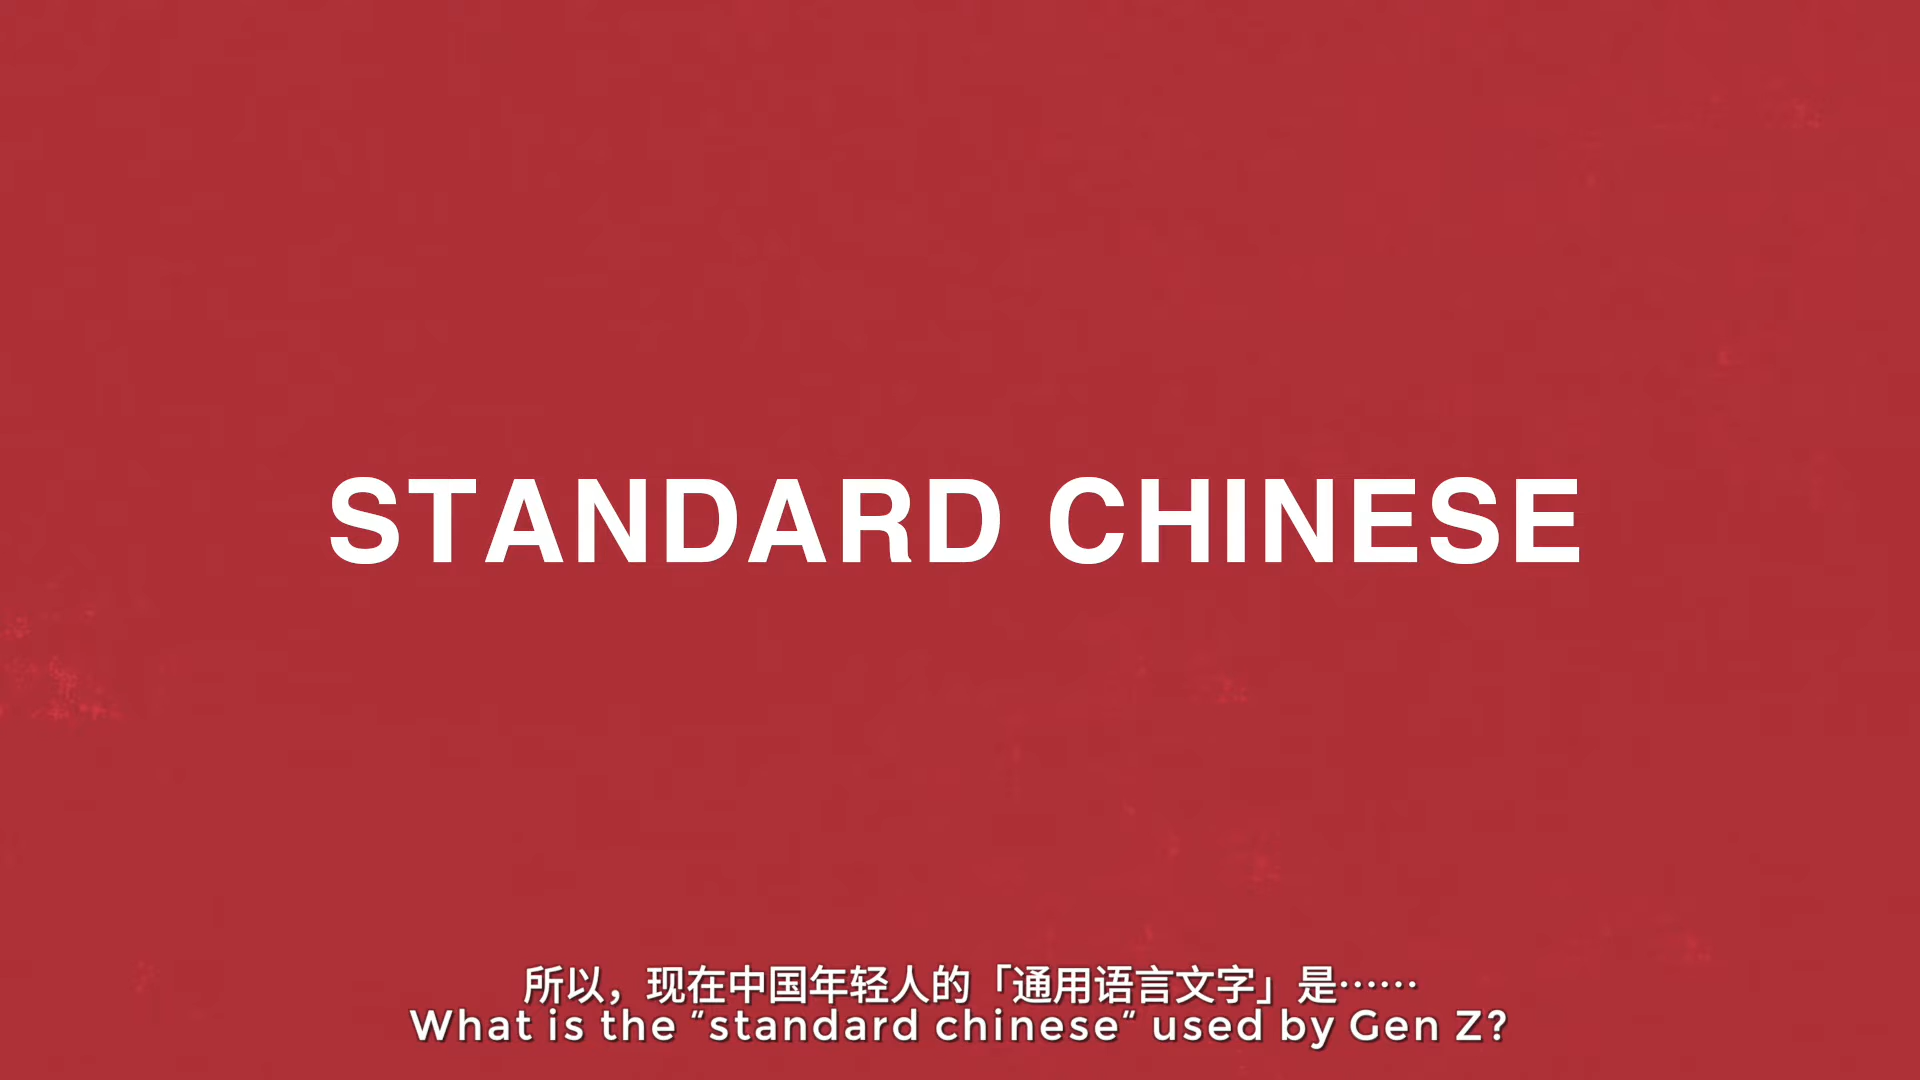 STANDARD CHINESE
所以，现在中国年轻人的「通用语言文字」是⋯⋯
What is the “standard chinese” used by Gen Z?